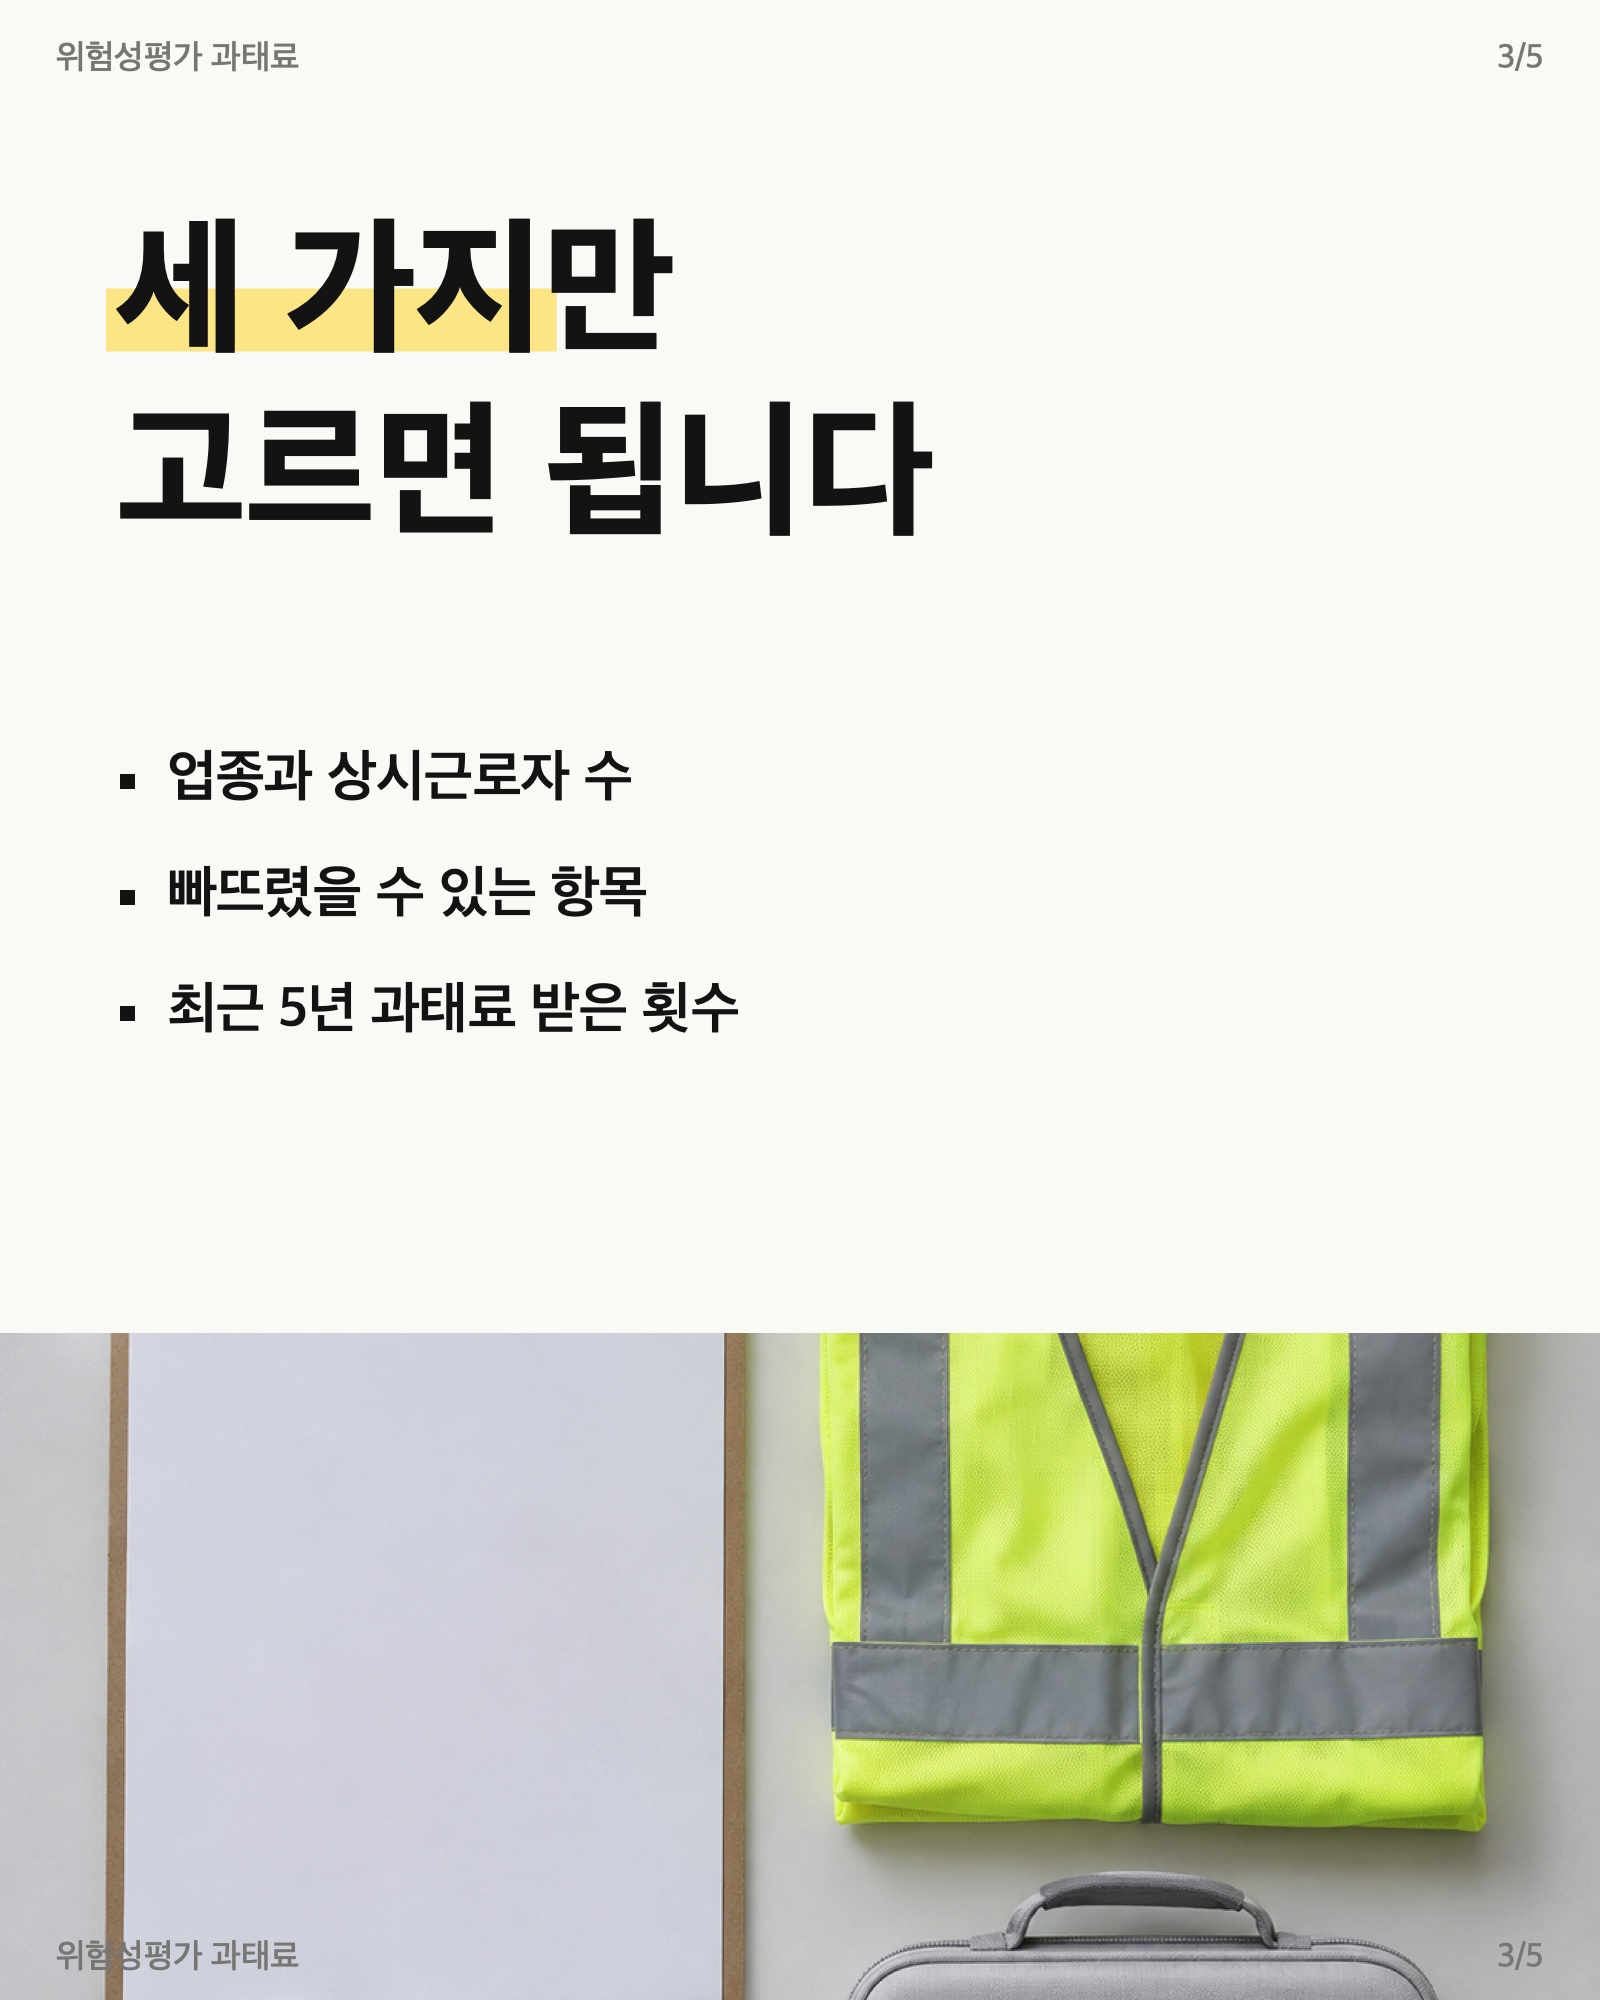 위험성평가 과태료
3/5
세 가지만
고르면 됩니다
▪ 업종과 상시근로자 수
▪ 빠뜨렸을 수 있는 항목
▪ 최근 5년 과태료 받은 횟수
위험성평가 과태료
3/5